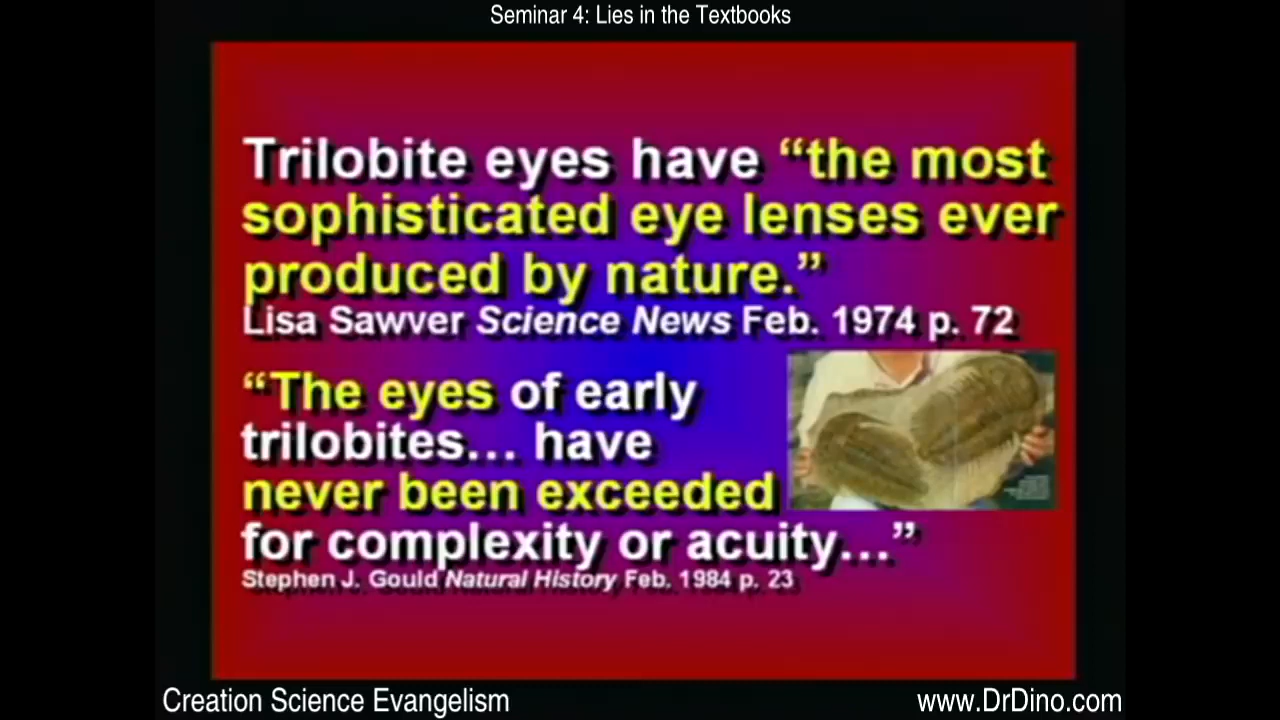 Seminar 4: Lies in the Textbooks
Trilobite eyes have “the most
sophisticated eye lenses ever
produced by nature.”
Lisa Sawver Science News Feb. 1974 p. 72
“The eyes of early
trilobites... have
never been exceeded
for complexity or acuity...”
Stephen J. Gould Natural History Feb. 1984 p. 23
Creation Science Evangelism
www.DrDino.com